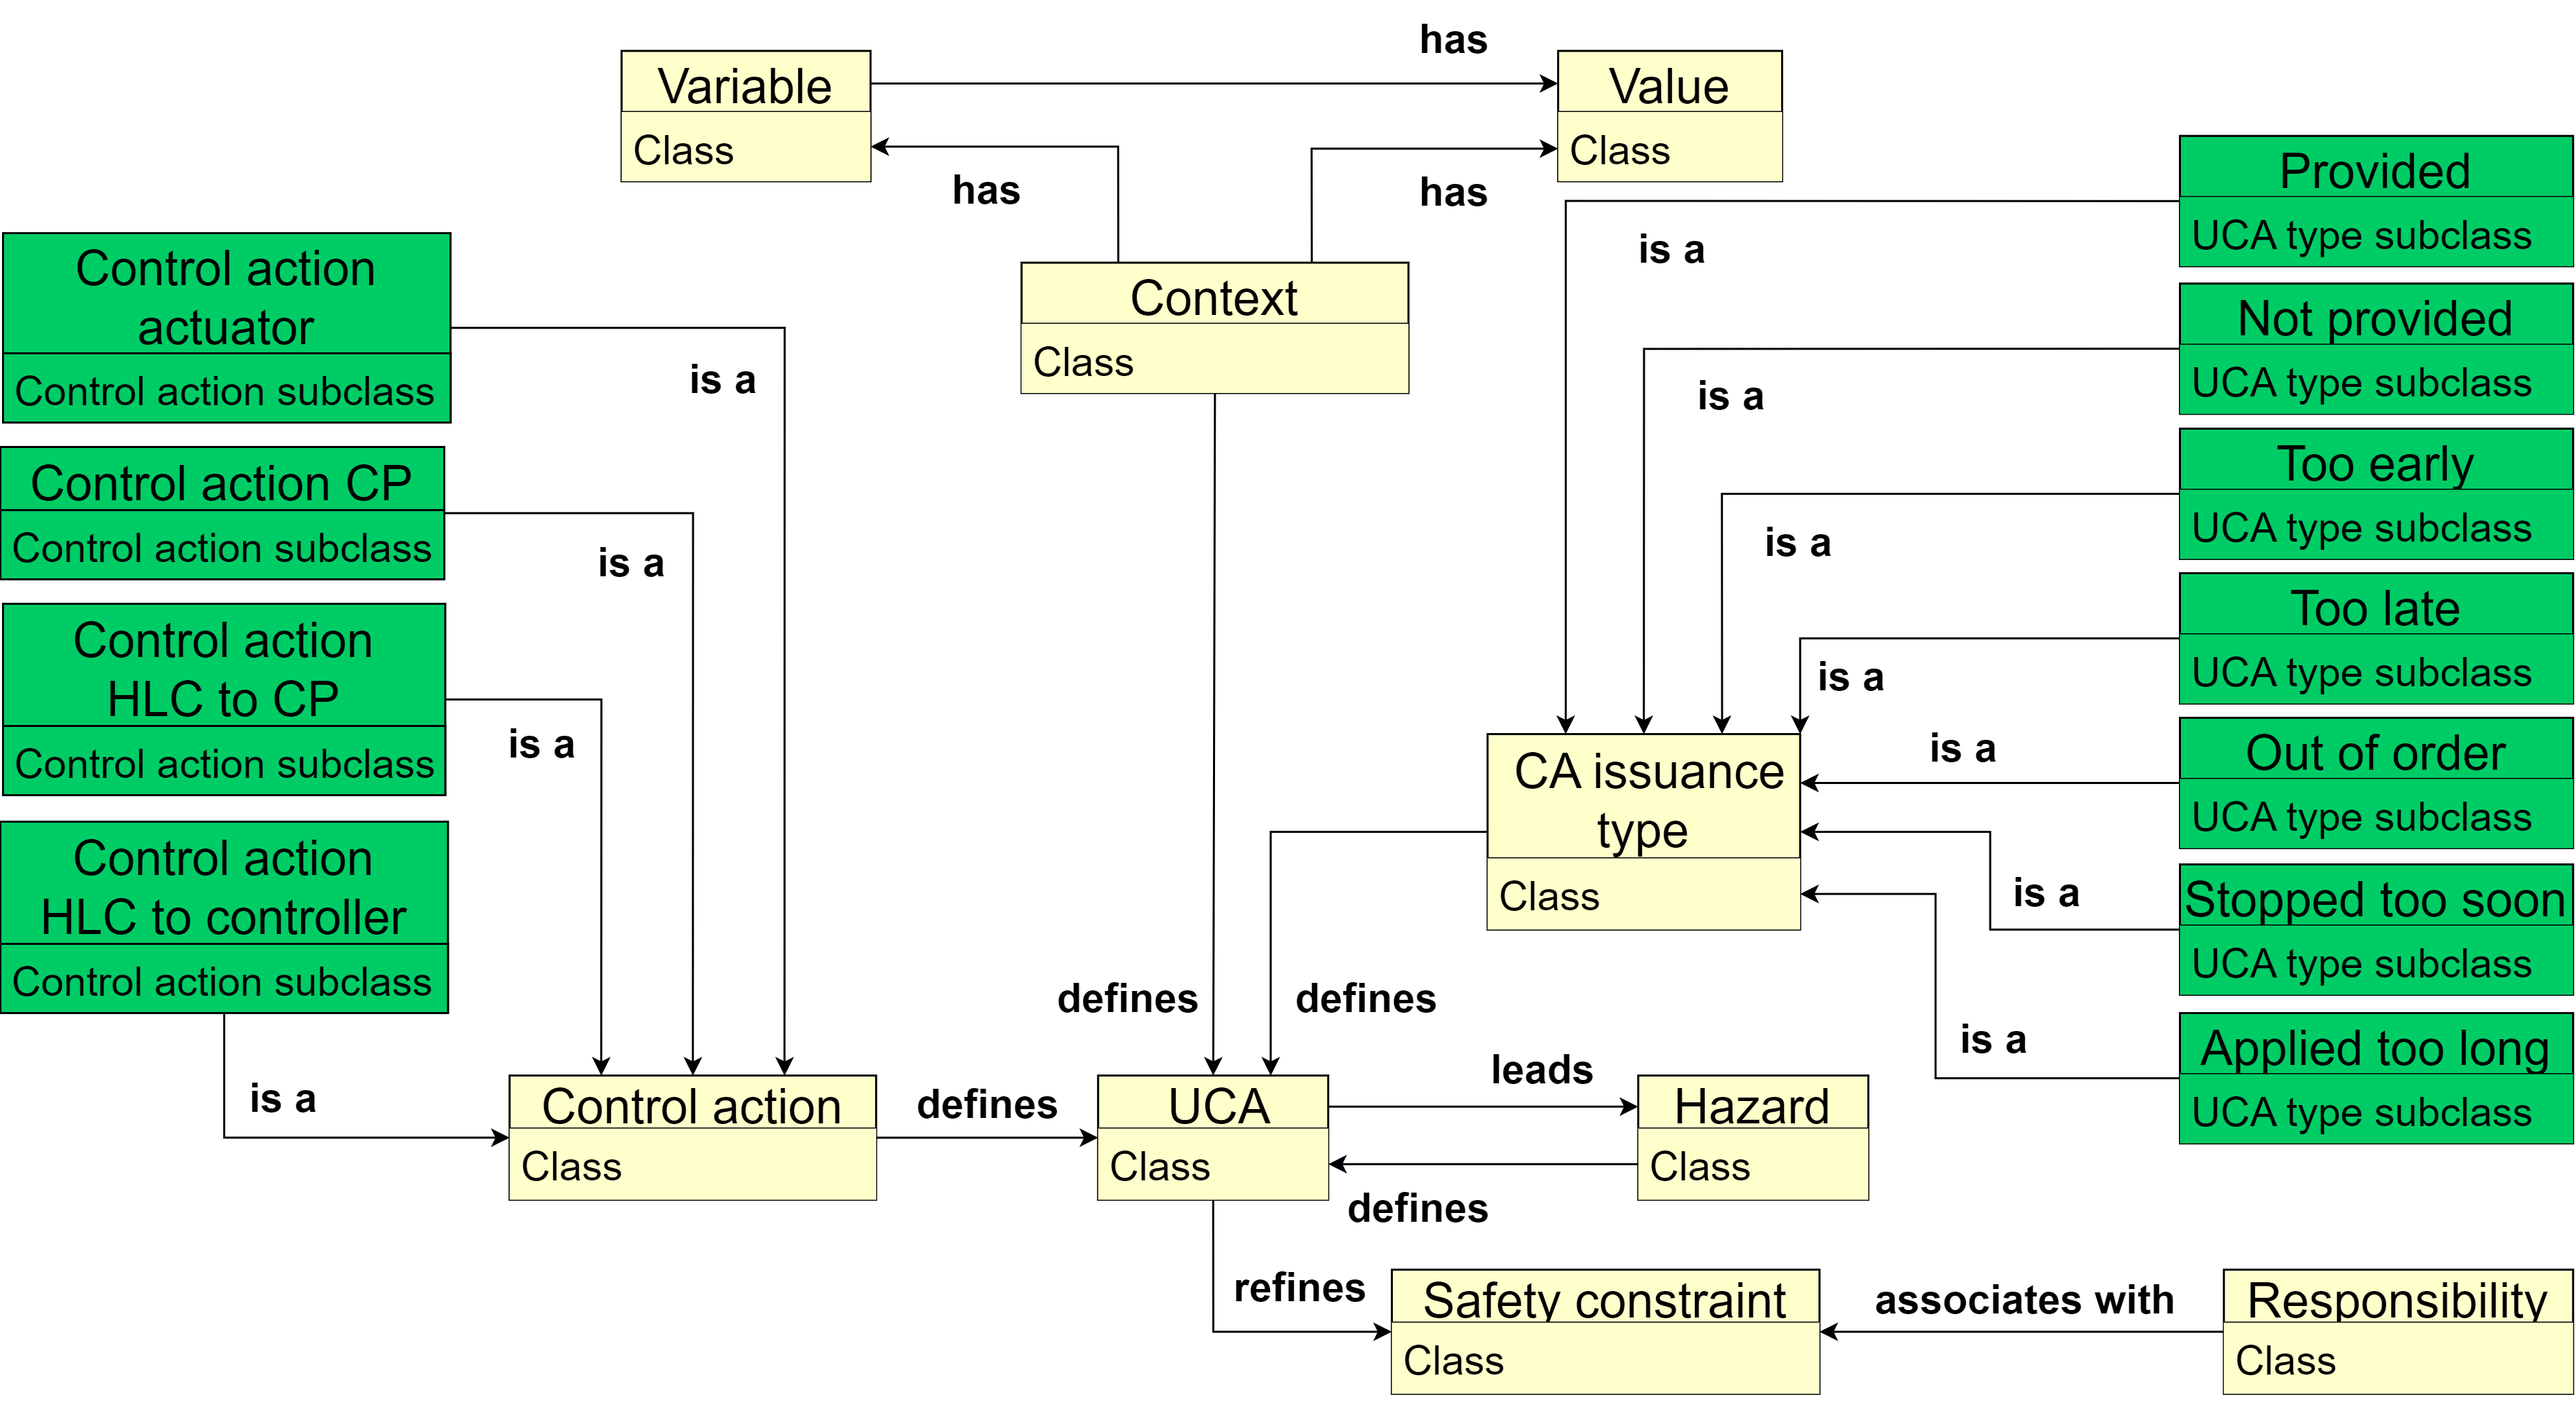 has
Variable
Class
Value
Class
has
has
Provided
UCA type subclass
is a
Control action
actuator
Control action subclass
is a
Context
Class
Not provided
UCA type subclass
is a
Control action CP
Control action subclass
is a
Too early
UCA type subclass
is a
Control action
HLC to CP
Control action subclass
is a
Too late
UCA type subclass
is a
Out of order
UCA type subclass
is a
CA issuance
type
Class
Control action
HLC to controller
Control action subclass
is a
Stopped too soon
UCA type subclass
is a
defines
defines
Applied too long
UCA type subclass
is a
Control action
Class
defines
UCA
Class
leads
Hazard
Class
defines
refines
Safety constraint
Class
associates with
Responsibility
Class